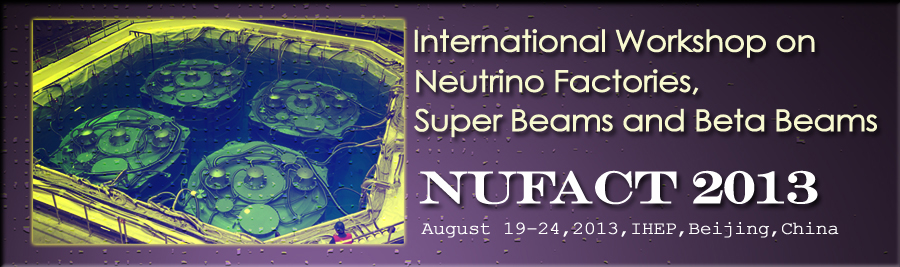 International Workshop on
Neutrino Factories,
Super Beams and Beta Beams
NUFACT 2013
August 19-24,2013,IHEP,Beijing,China